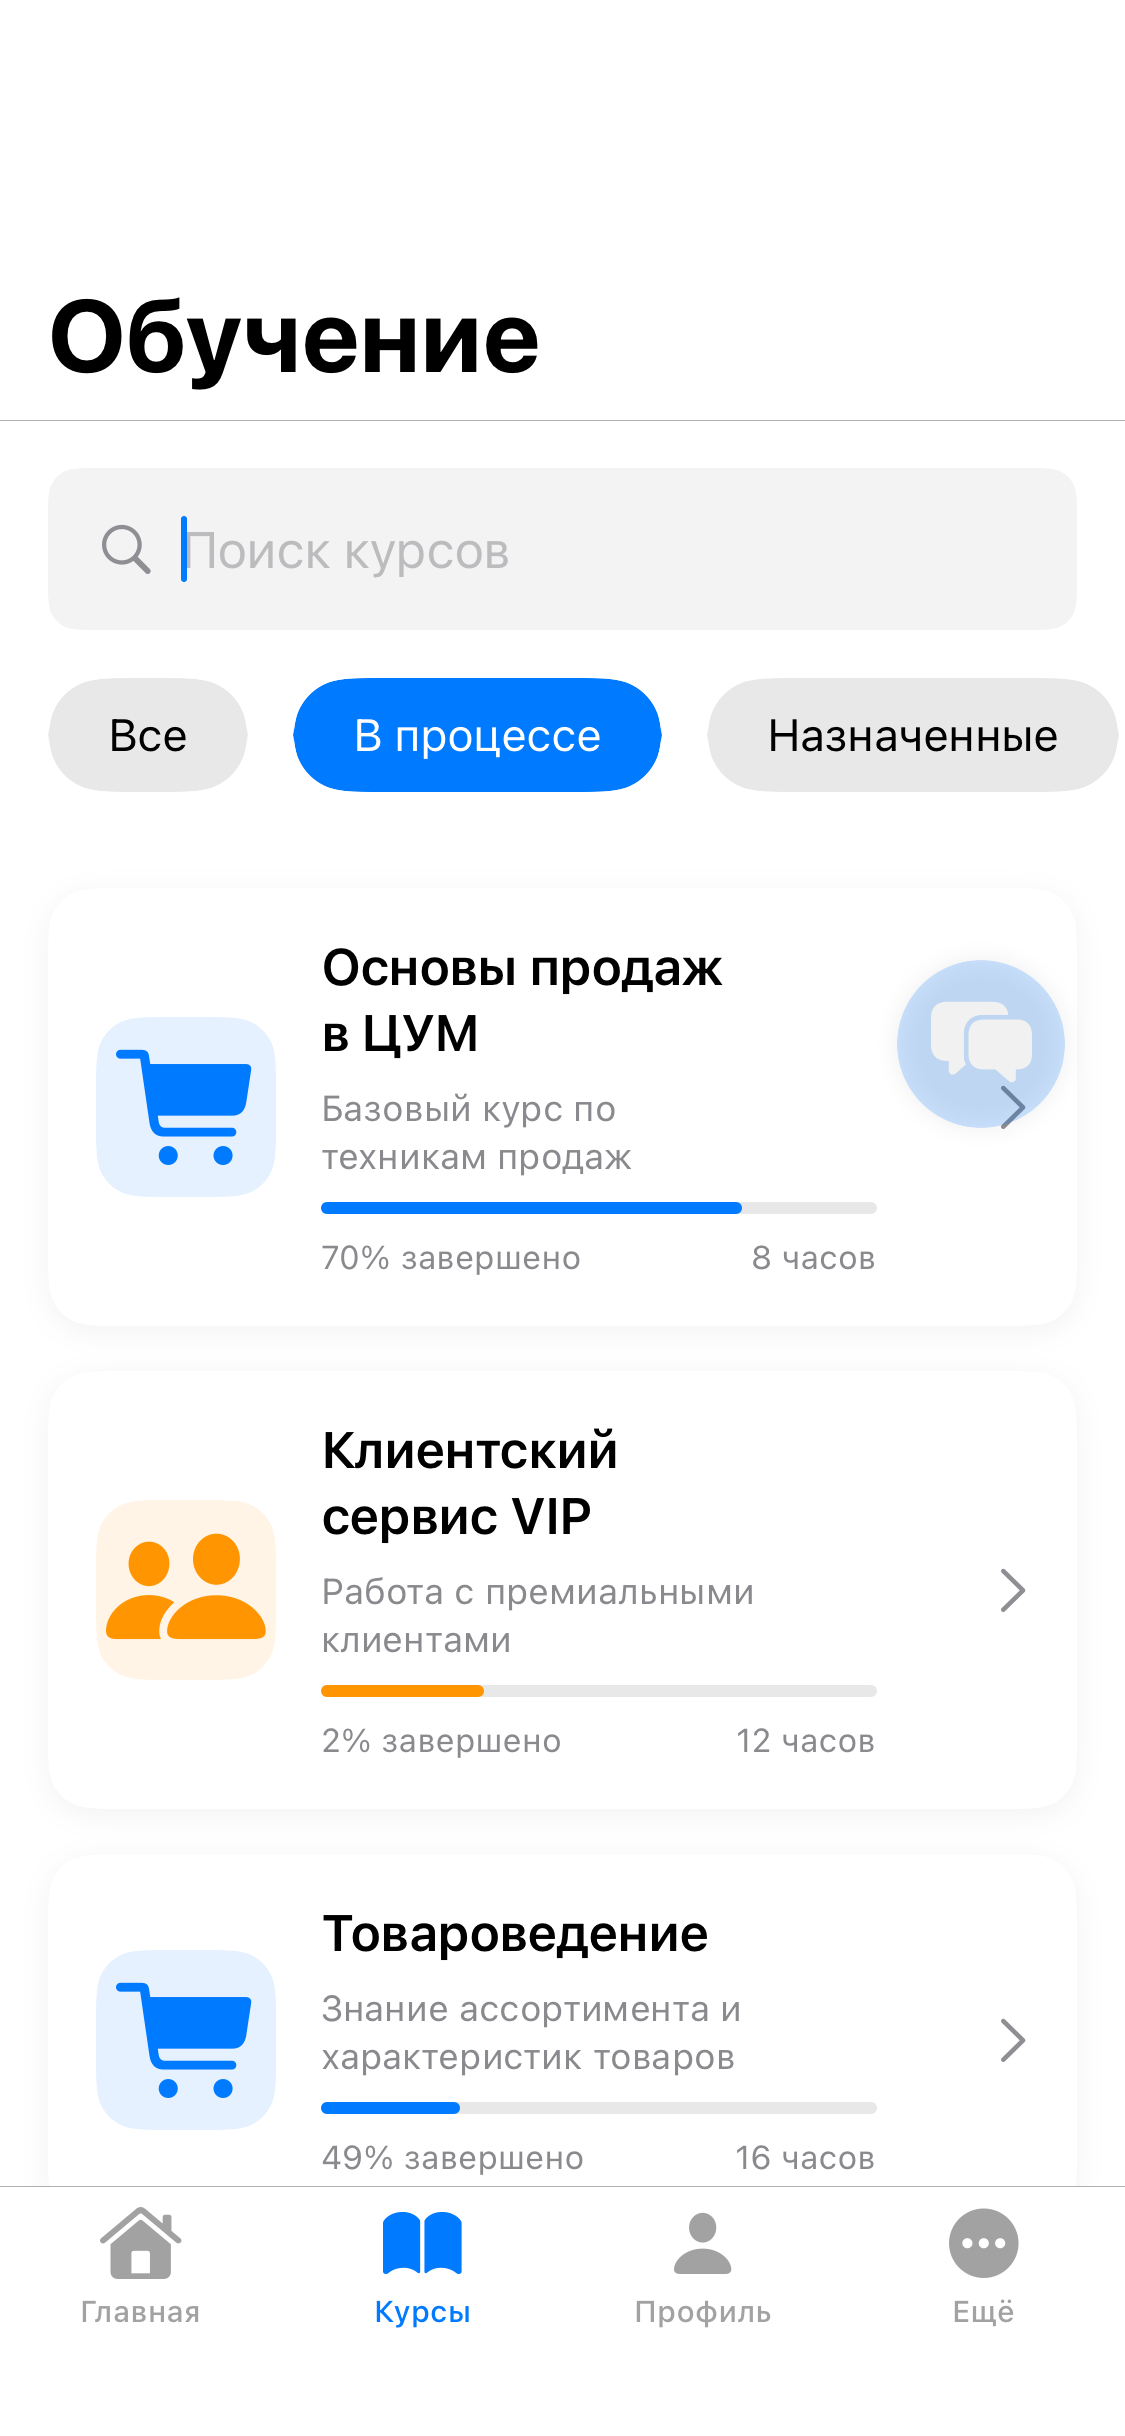 Обучение
Поиск курсов
Все
В процессе
Назначенные
Основы продаж
в ЦУМ
Базовый курс по
техникам продаж
70% завершено
8 часов
Клиентский
сервис VIP
Работа с премиальными
клиентами
2% завершено
12 часов
Товароведение
Знание ассортимента и
характеристик товаров
49% завершено
16 часов
Главная
Курсы
Профиль
Ещё